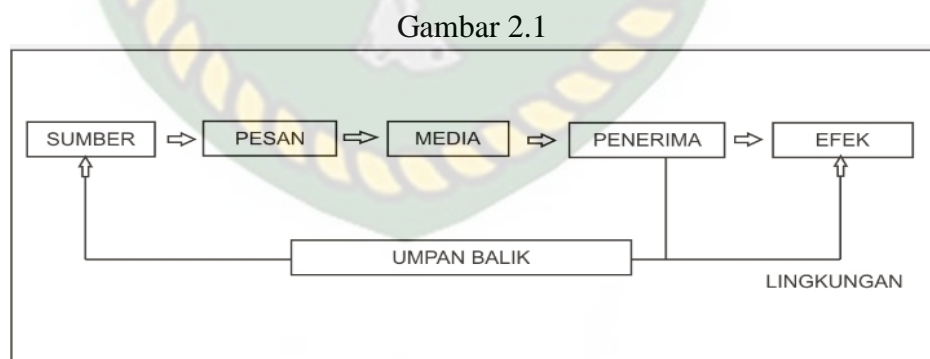 Gambar 2.1
SUMBER PESAN MEDIA PENERIMA EFEK
UMPAN BALIK
LINGKUNGAN